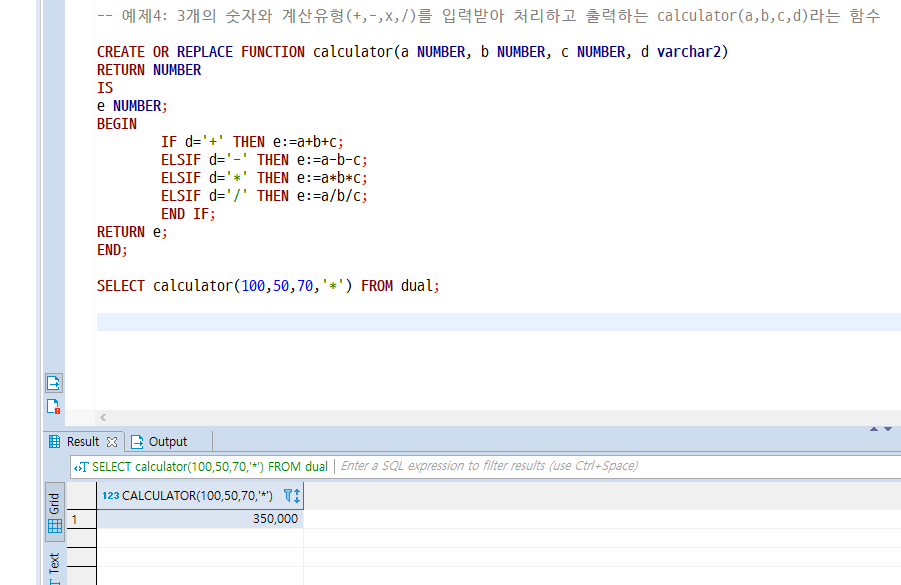 -- 예제4: 3개의 숫자와 계산유형(+,-,x,/)를 입력받아 처리하고 출력하는 calculator(a,b,c,d)라는 함수
CREATE OR REPLACE FUNCTION calculator(a NUMBER, b NUMBER, c NUMBER, d varchar2)
RETURN NUMBER
IS
e NUMBER;
BEGIN
IF d='+' THEN e:=a+b+c;
ELSIF d='-' THEN e:=a-b-c;
ELSIF d='*' THEN e:=a*b*c;
ELSIF d='/' THEN e:=a/b/c;
END IF;
RETURN e;
END;
SELECT calculator(100,50,70,'*') FROM dual;
Result Output
SELECT calculator(100,50,70,'*') FROM dual Enter a SQL expression to filter results (use Ctrl+Space)
Grid
123 CALCULATOR(100,50,70,'*')
1 350,000
Text